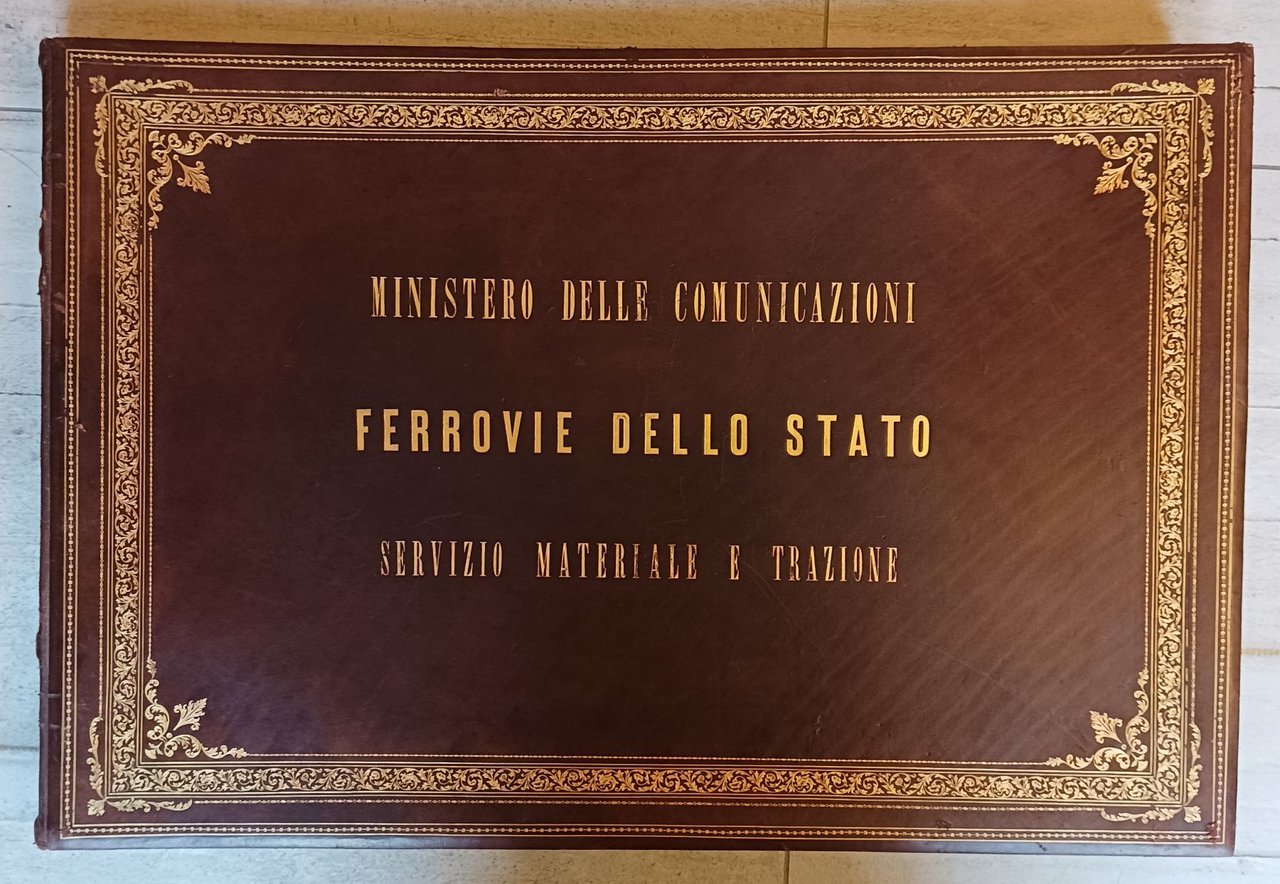 MINISTERO DELLE COMUNICAZIONI
FERROVIE DELLO STATO
SERVIZIO MATERIALE E TRAZIONE